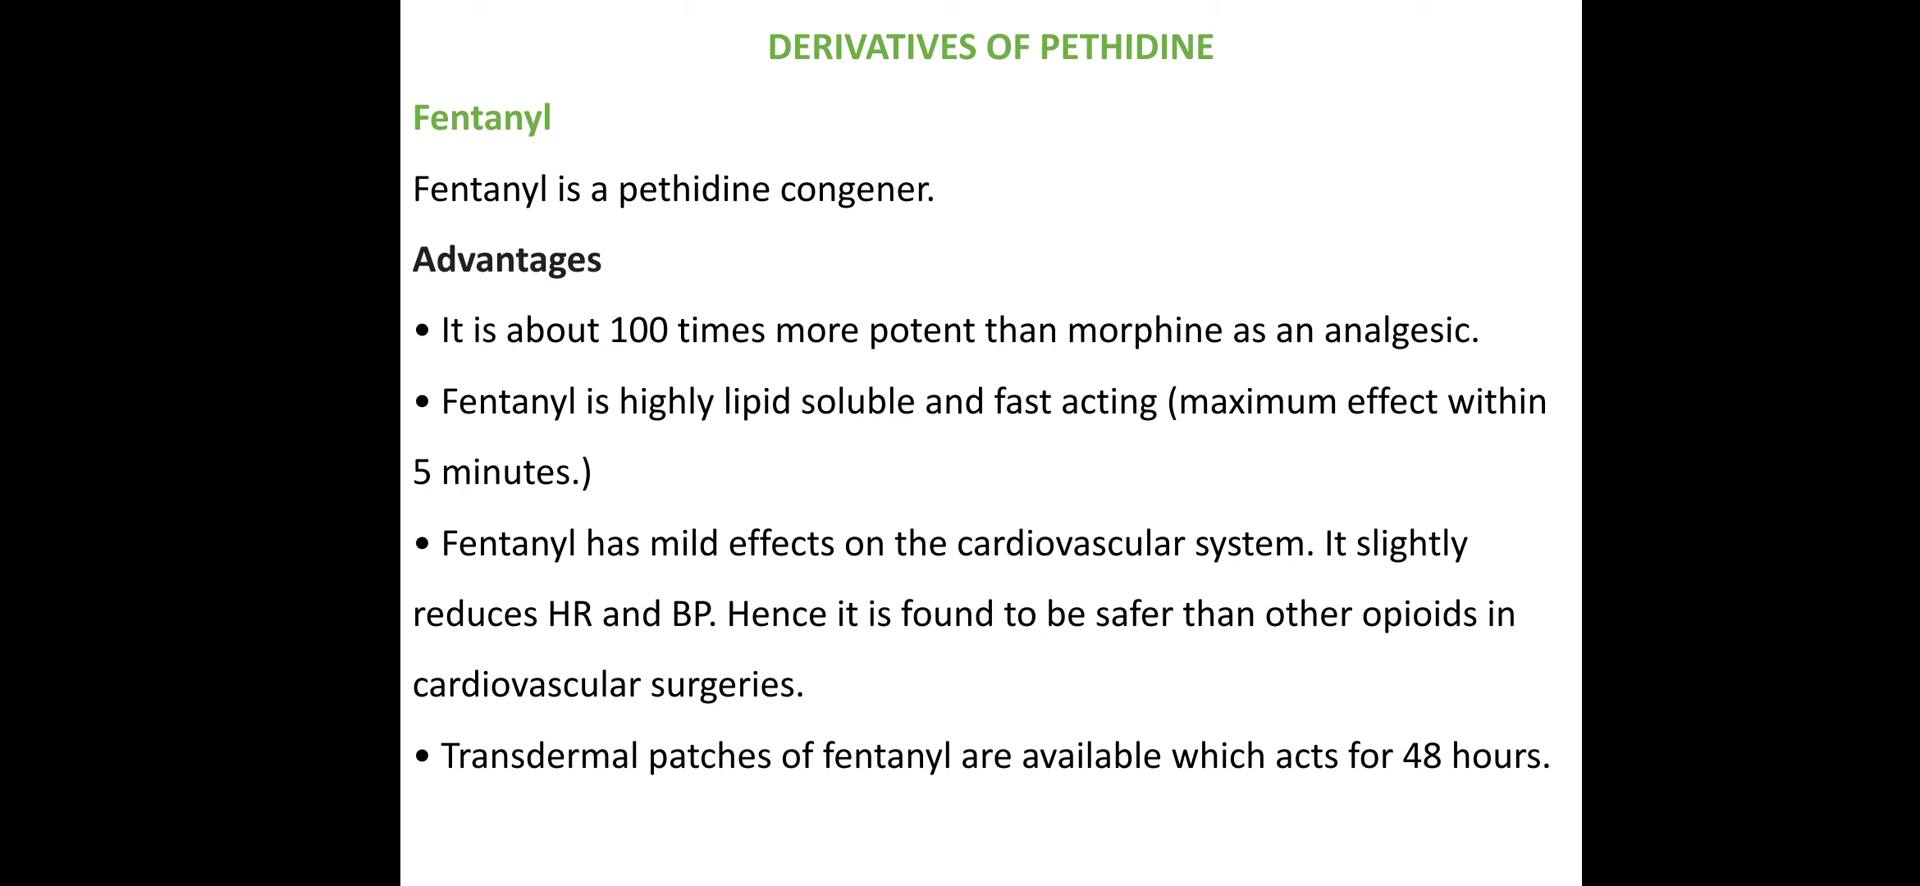 DERIVATIVES OF PETHIDINE
Fentanyl
Fentanyl is a pethidine congener.
Advantages
• It is about 100 times more potent than morphine as an analgesic.
• Fentanyl is highly lipid soluble and fast acting (maximum effect within
5 minutes.)
• Fentanyl has mild effects on the cardiovascular system. It slightly
reduces HR and BP. Hence it is found to be safer than other opioids in
cardiovascular surgeries.
• Transdermal patches of fentanyl are available which acts for 48 hours.